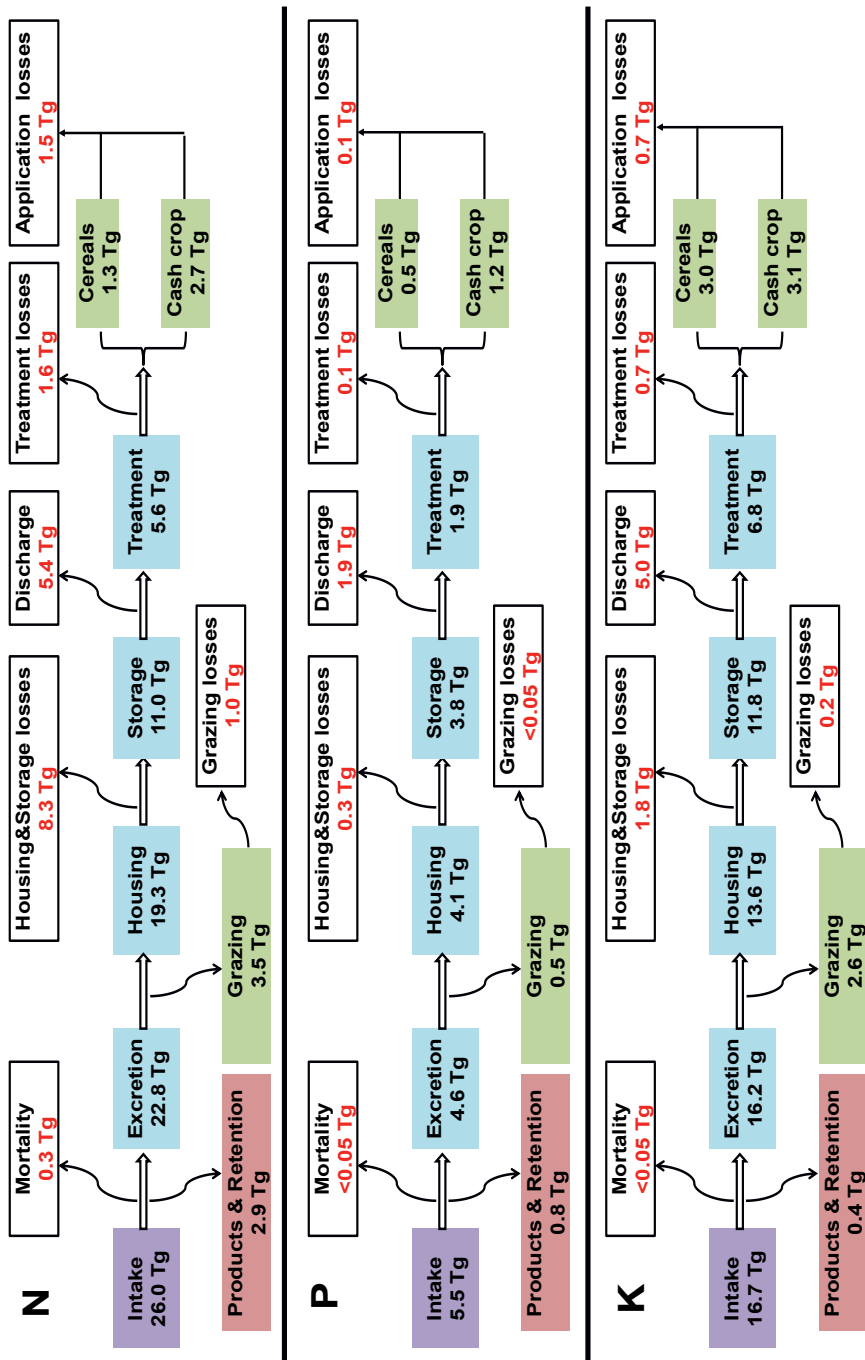 N
Mortality
0.3 Tg
Housing&Storage losses
8.3 Tg
Discharge
5.4 Tg
Treatment losses
1.6 Tg
Application losses
1.5 Tg
Intake
26.0 Tg
Excretion
22.8 Tg
Housing
19.3 Tg
Storage
11.0 Tg
Treatment
5.6 Tg
Cereals
1.3 Tg
Cash crop
2.7 Tg
Products & Retention
2.9 Tg
Grazing
3.5 Tg
Grazing losses
1.0 Tg
P
Mortality
<0.05 Tg
Housing&Storage losses
0.3 Tg
Discharge
1.9 Tg
Treatment losses
0.1 Tg
Application losses
0.1 Tg
Intake
5.5 Tg
Excretion
4.6 Tg
Housing
4.1 Tg
Storage
3.8 Tg
Treatment
1.9 Tg
Cereals
0.5 Tg
Cash crop
1.2 Tg
Products & Retention
0.8 Tg
Grazing
0.5 Tg
Grazing losses
<0.05 Tg
K
Mortality
<0.05 Tg
Housing&Storage losses
1.8 Tg
Discharge
5.0 Tg
Treatment losses
0.7 Tg
Application losses
0.7 Tg
Intake
16.7 Tg
Excretion
16.2 Tg
Housing
13.6 Tg
Storage
11.8 Tg
Treatment
6.8 Tg
Cereals
3.0 Tg
Cash crop
3.1 Tg
Products & Retention
0.4 Tg
Grazing
2.6 Tg
Grazing losses
0.2 Tg